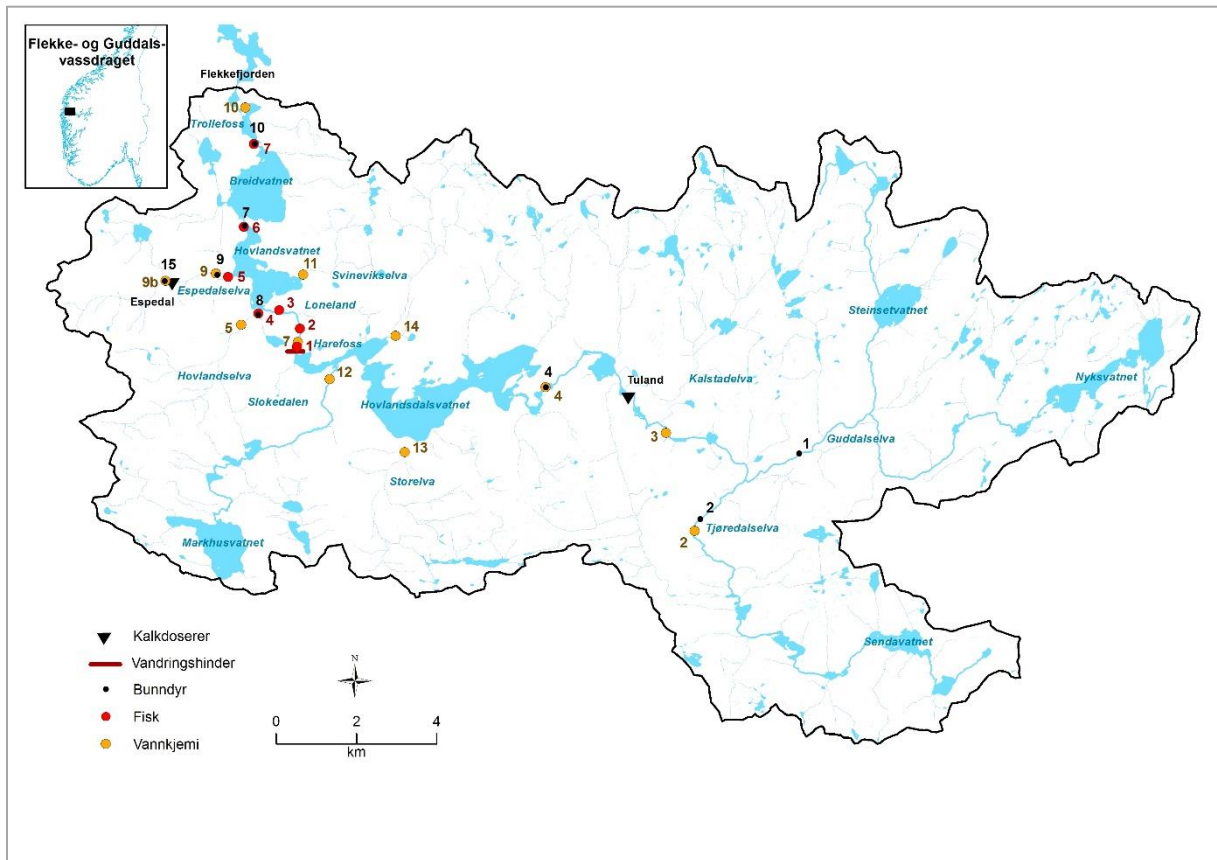 Flekke- og Guddals-
vassdraget
Flekkefjorden
10
Trollefoss
10
7
Breidvatnet
7
6
Hovlandsvatnet
15
9
9
11
Svinevikselva
9b
5
Espedalselva
Espedal
8
3
Loneland
4
2
5
14
7
1
Harefoss
Steinsetvatnet
12
Hovlandselva
4
Tuland
Kalstadelva
Nyksvatnet
4
Slokedalen
Hovlandsdalsvatnet
3
1
Guddalselva
13
Storelva
2
Tjøredalselva
2
Markhusvatnet
Sendavatnet
Kalkdoserer
Vandringshinder
Bunndyr
N
Fisk
0 2 4
Vannkjemi
km